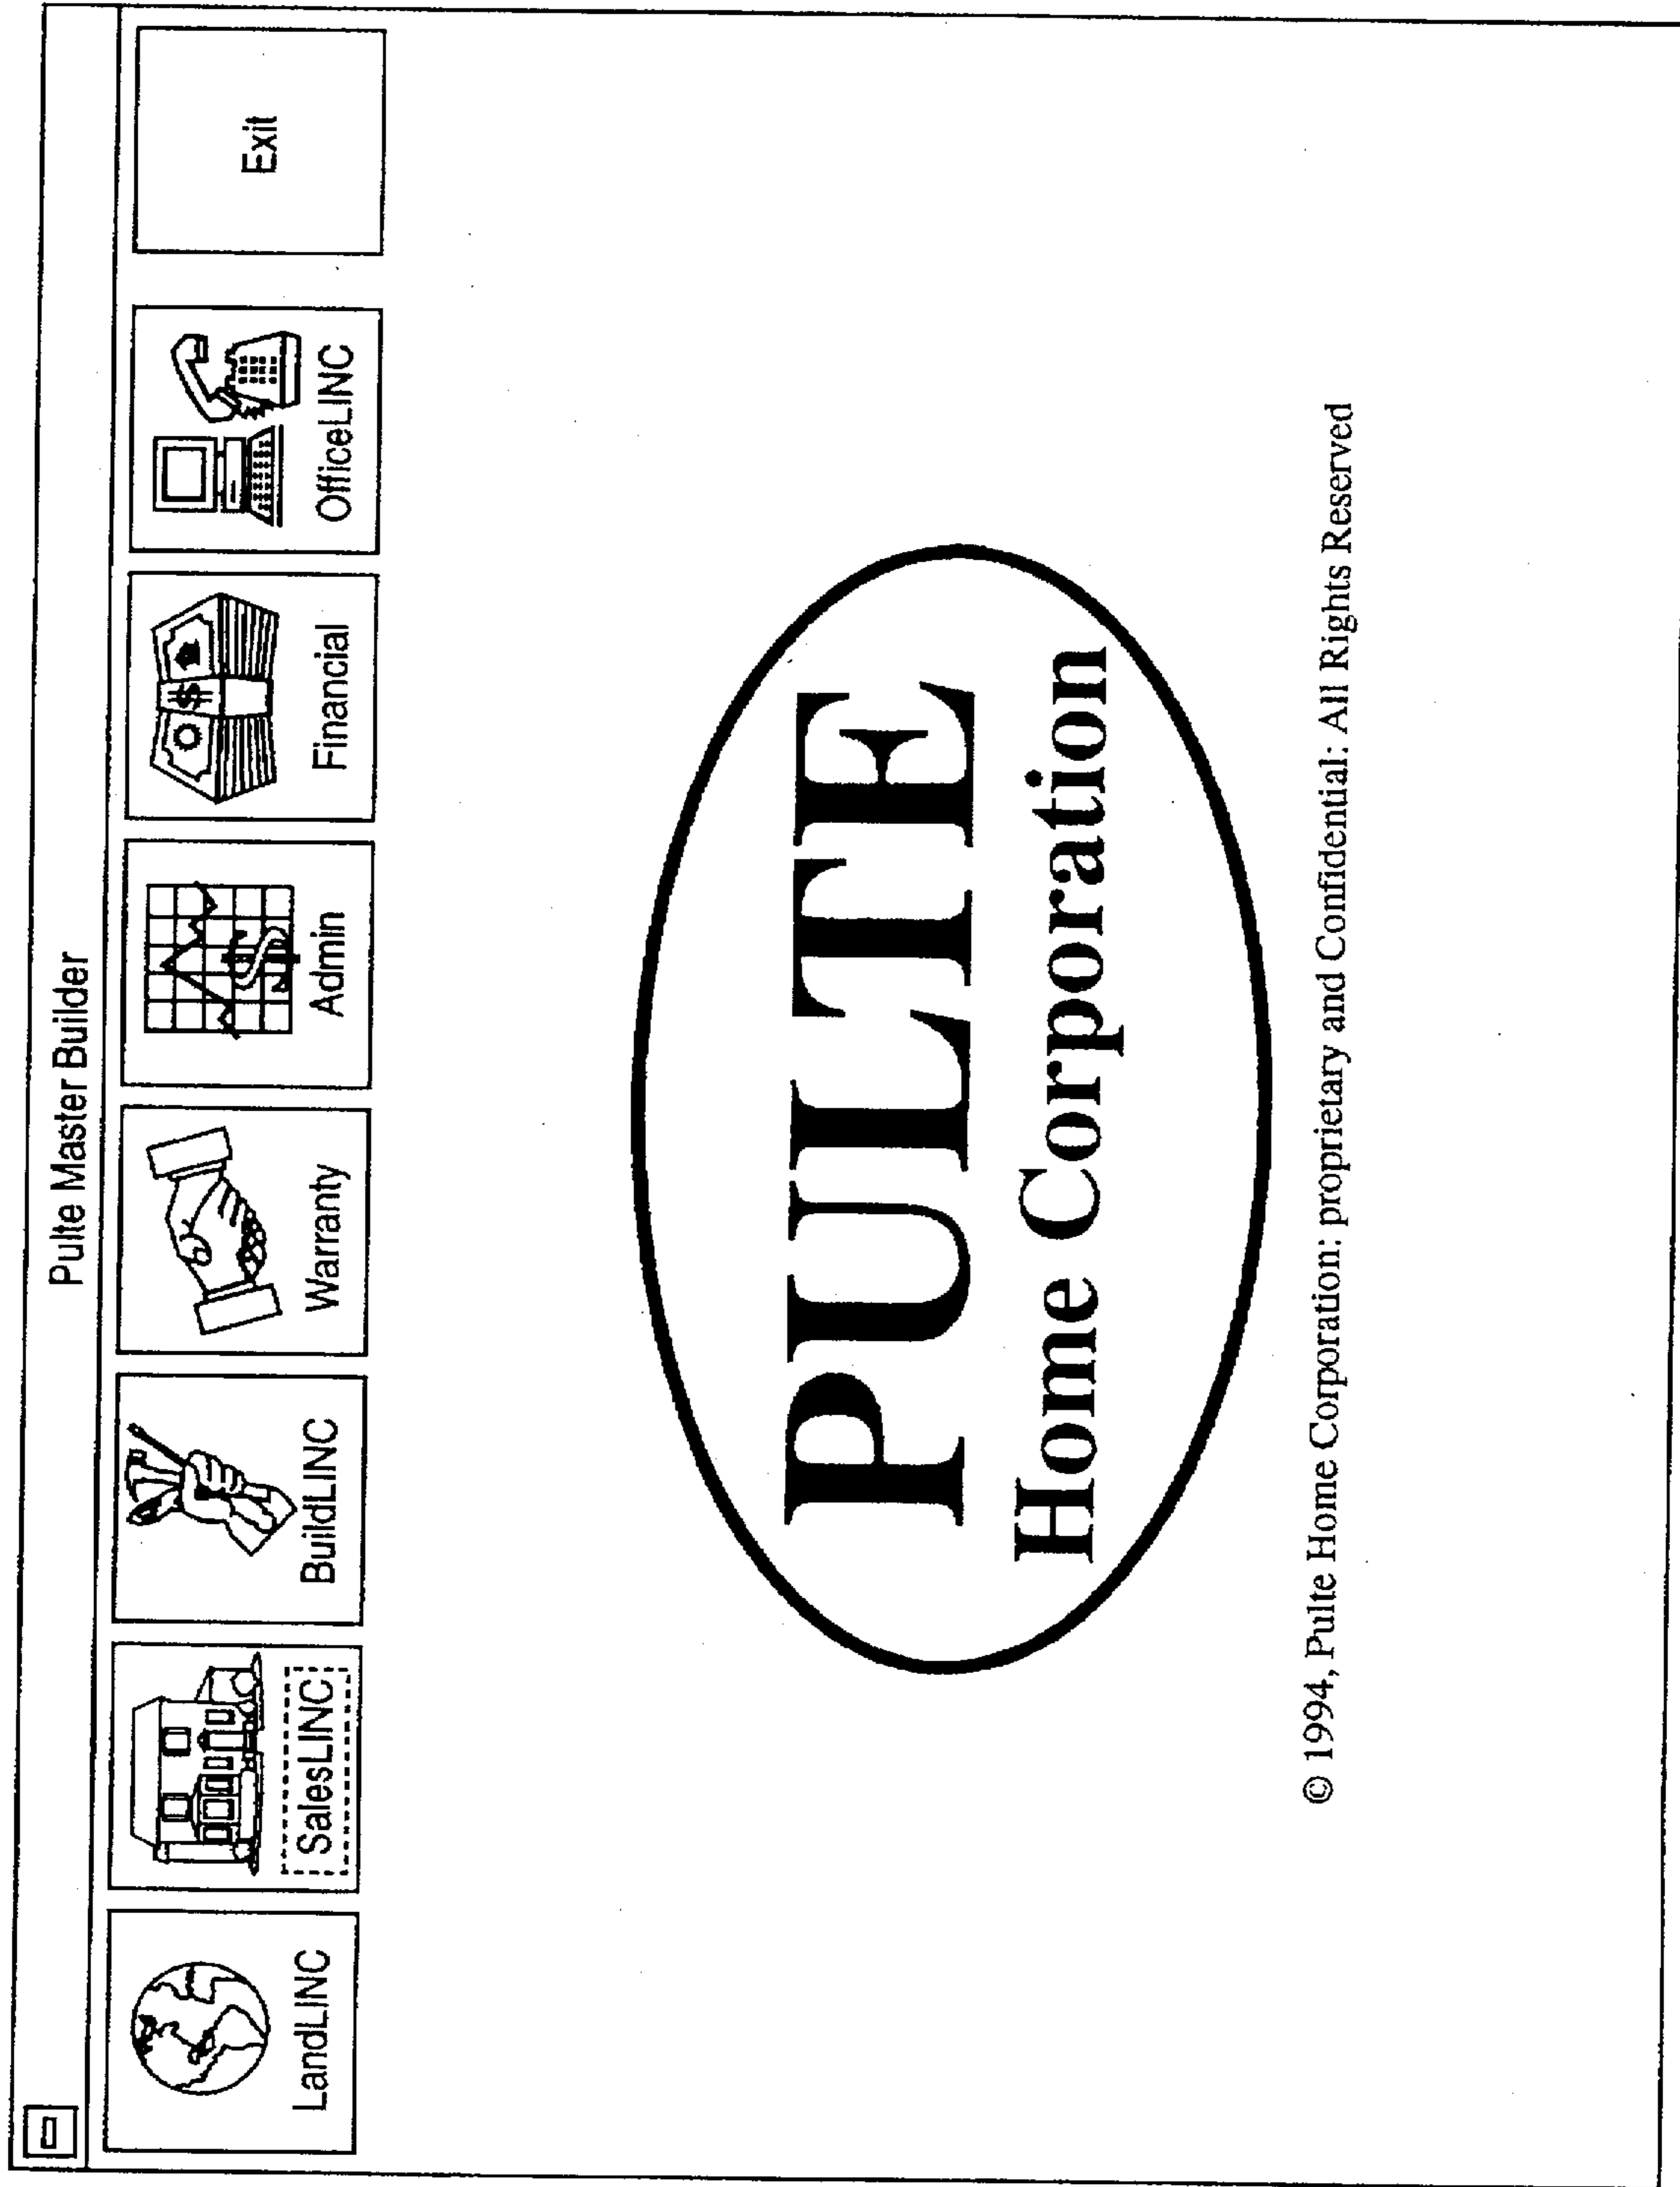 Pulte Master Builder
LandLINC SalesLINC BuildLINC Warranty Admin Financial OfficeLINC Exit
PULTE
Home Corporation
© 1994, Pulte Home Corporation: proprietary and Confidential: All Rights Reserved